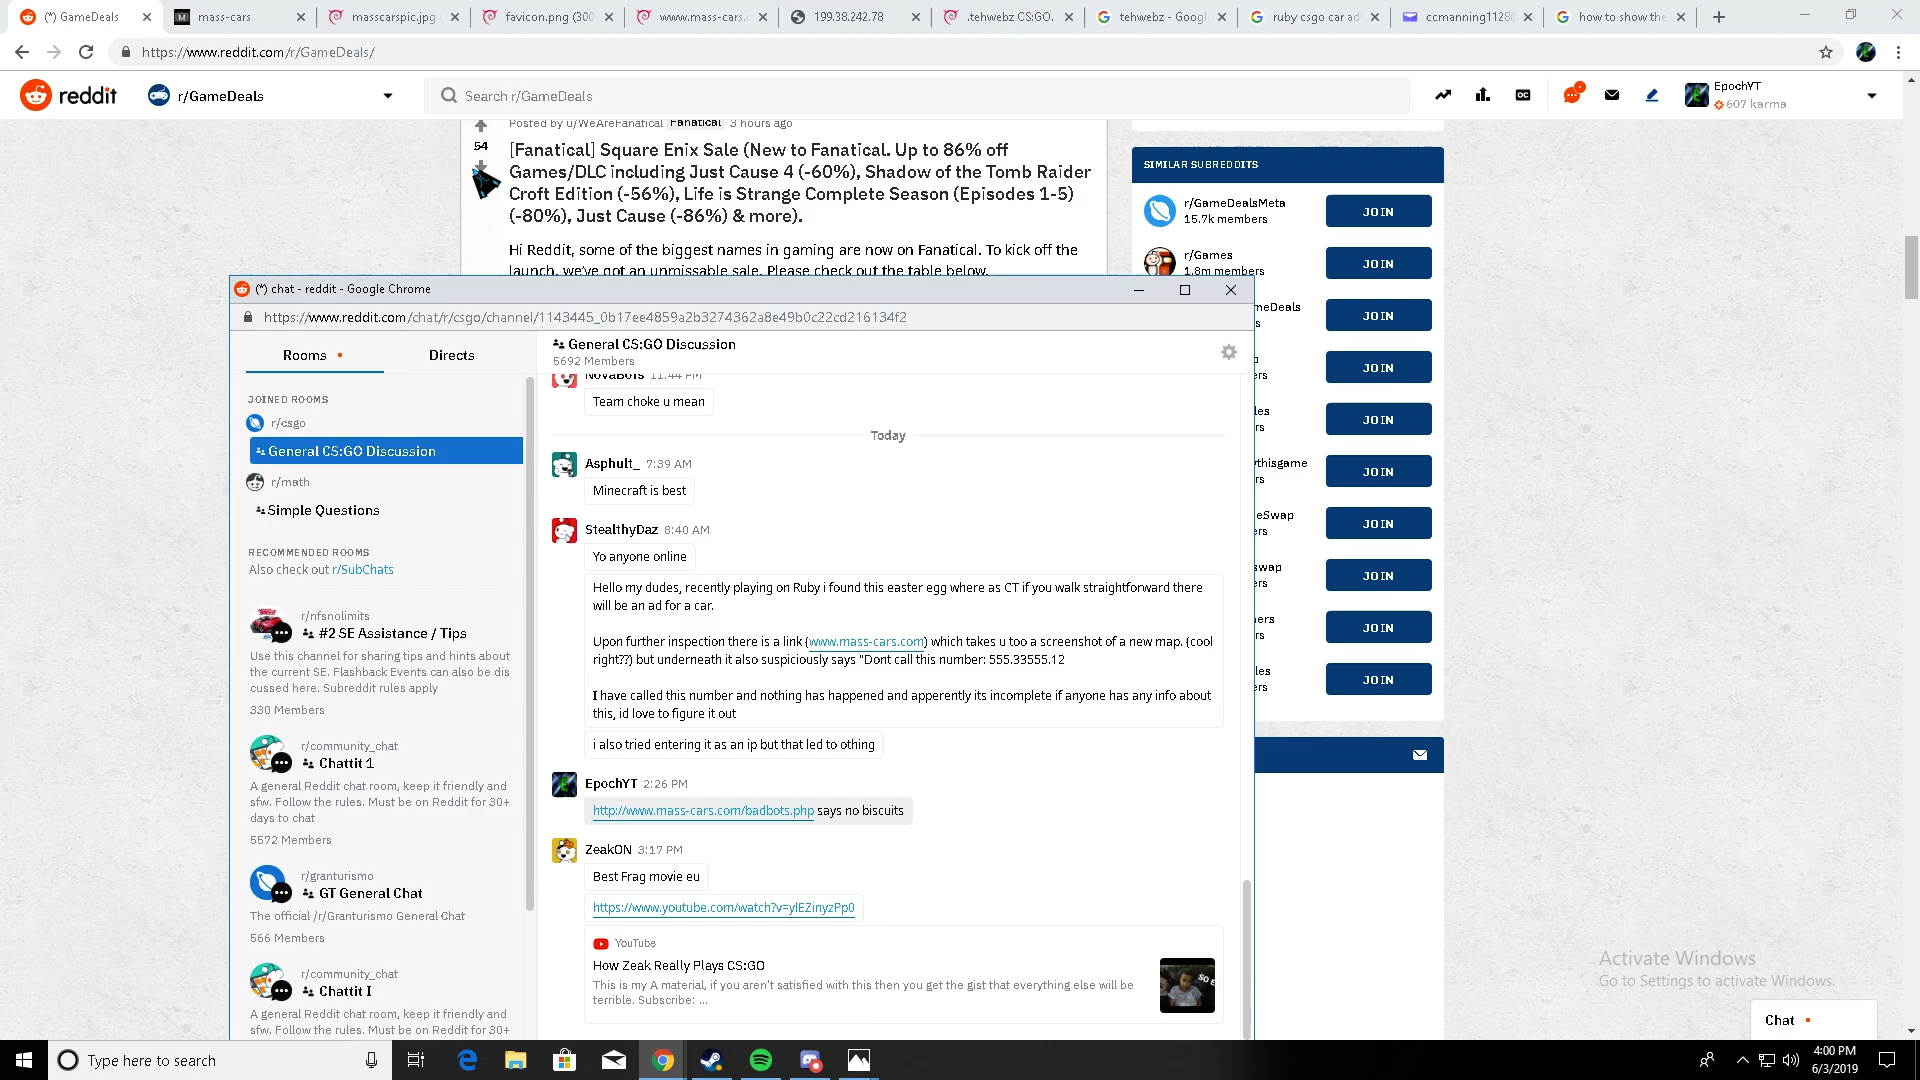 (*) GameDeals
mass-cars
masscarspic.jpg
favicon.png (300
www.mass-cars.c
199.38.242.78
.tehwebz CS:GO.
tehwebz - Googl
ruby csgo car ad
ccmanning1128
how to show the
https://www.reddit.com/r/GameDeals/
reddit
r/GameDeals
Search r/GameDeals
EpochYT
607 karma
Posted by u/WeAreFanatical Fanatical 3 hours ago
54
[Fanatical] Square Enix Sale (New to Fanatical. Up to 86% off
Games/DLC including Just Cause 4 (-60%), Shadow of the Tomb Raider
Croft Edition (-56%), Life is Strange Complete Season (Episodes 1-5)
(-80%), Just Cause (-86%) & more).
Hi Reddit, some of the biggest names in gaming are now on Fanatical. To kick off the
launch, we've got an unmissable sale. Please check out the table below.
SIMILAR SUBREDDITS
r/GameDealsMeta
15.7k members
JOIN
r/Games
1.8m members
JOIN
eDeals
JOIN
JOIN
JOIN
thisgame
JOIN
eSwap
JOIN
swap
JOIN
ners
JOIN
les
JOIN
(*) chat - reddit - Google Chrome
https://www.reddit.com/chat/r/csgo/channel/1143445_0b17ee4859a2b3274362a8e49b0c22cd216134f2
Rooms
Directs
JOINED ROOMS
r/csgo
General CS:GO Discussion
r/math
Simple Questions
RECOMMENDED ROOMS
Also check out r/SubChats
r/nfsnolimits
#2 SE Assistance / Tips
Use this channel for sharing tips and hints about
the current SE. Flashback Events can also be dis
cussed here. Subreddit rules apply
330 Members
r/community_chat
Chattit 1
A general Reddit chat room, keep it friendly and
sfw. Follow the rules. Must be on Reddit for 30+
days to chat
5572 Members
r/granturismo
GT General Chat
The official /r/Granturismo General Chat
566 Members
r/community_chat
Chattit I
A general Reddit chat room, keep it friendly and
sfw. Follow the rules. Must be on Reddit for 30+
General CS:GO Discussion
5692 Members
NovaBots 11:44 PM
Team choke u mean
Today
Asphult_ 7:39 AM
Minecraft is best
StealthyDaz 8:40 AM
Yo anyone online
Hello my dudes, recently playing on Ruby i found this easter egg where as CT if you walk straightforward there
will be an ad for a car.
Upon further inspection there is a link (www.mass-cars.com) which takes u too a screenshot of a new map. (cool
right??) but underneath it also suspiciously says "Dont call this number: 555.33555.12
I have called this number and nothing has happened and apperently its incomplete if anyone has any info about
this, id love to figure it out
i also tried entering it as an ip but that led to othing
EpochYT 2:26 PM
http://www.mass-cars.com/badbots.php says no biscuits
ZeakON 3:17 PM
Best Frag movie eu
https://www.youtube.com/watch?v=ylEZinyzPp0
YouTube
How Zeak Really Plays CS:GO
This is my A material, if you aren't satisfied with this then you get the gist that everything else will be
terrible. Subscribe: ...
Activate Windows
Go to Settings to activate Windows.
Chat
Type here to search
4:00 PM
6/3/2019